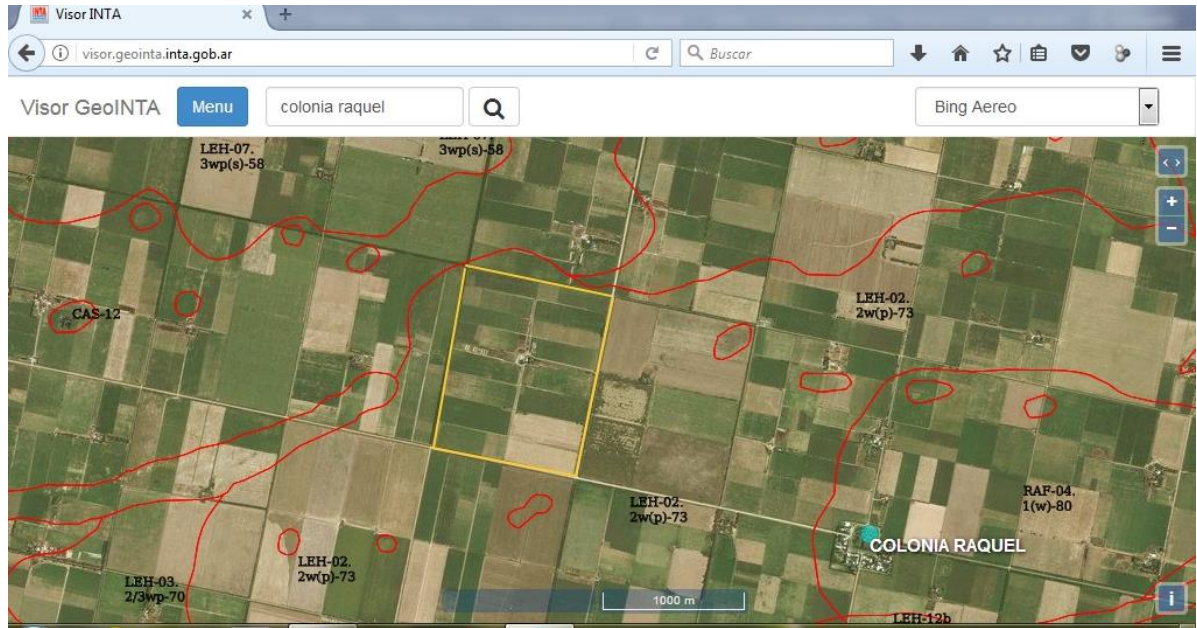 Visor INTA
visor.geointa.inta.gob.ar
Buscar
Visor GeoINTA
Menu
colonia raquel
Bing Aereo
LEH-07.
3wp(s)-58
3wp(s)-58
CAS-12
LEH-02.
2w(p)-73
LEH-02.
2w(p)-73
RAF-04.
1(w)-80
COLONIA RAQUEL
LEH-02.
2w(p)-73
LEH-03.
2/3wp-70
1000 m
LEH-12b